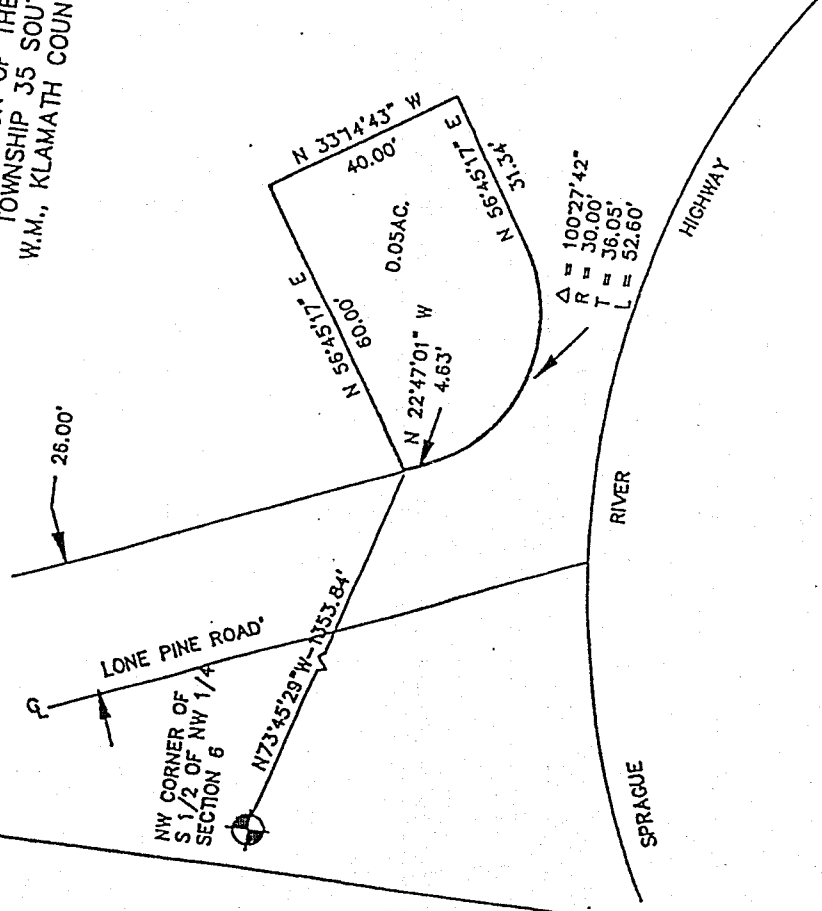 OF THE
TOWNSHIP 35 SOU
W.M., KLAMATH COUN
N 33°14'43" W
40.00'
N 56°45'17" E
60.00'
0.05AC.
N 56°45'17" E
31.34'
N 22°47'01" W
4.63'
Δ = 100°27'42"
R = 30.00'
T = 36.05'
L = 52.60'
26.00'
HIGHWAY
RIVER
SPRAGUE
LONE PINE ROAD
℄
NW CORNER OF
S 1/2 OF NW 1/4
SECTION 6
N73°45'29"W-1353.84'